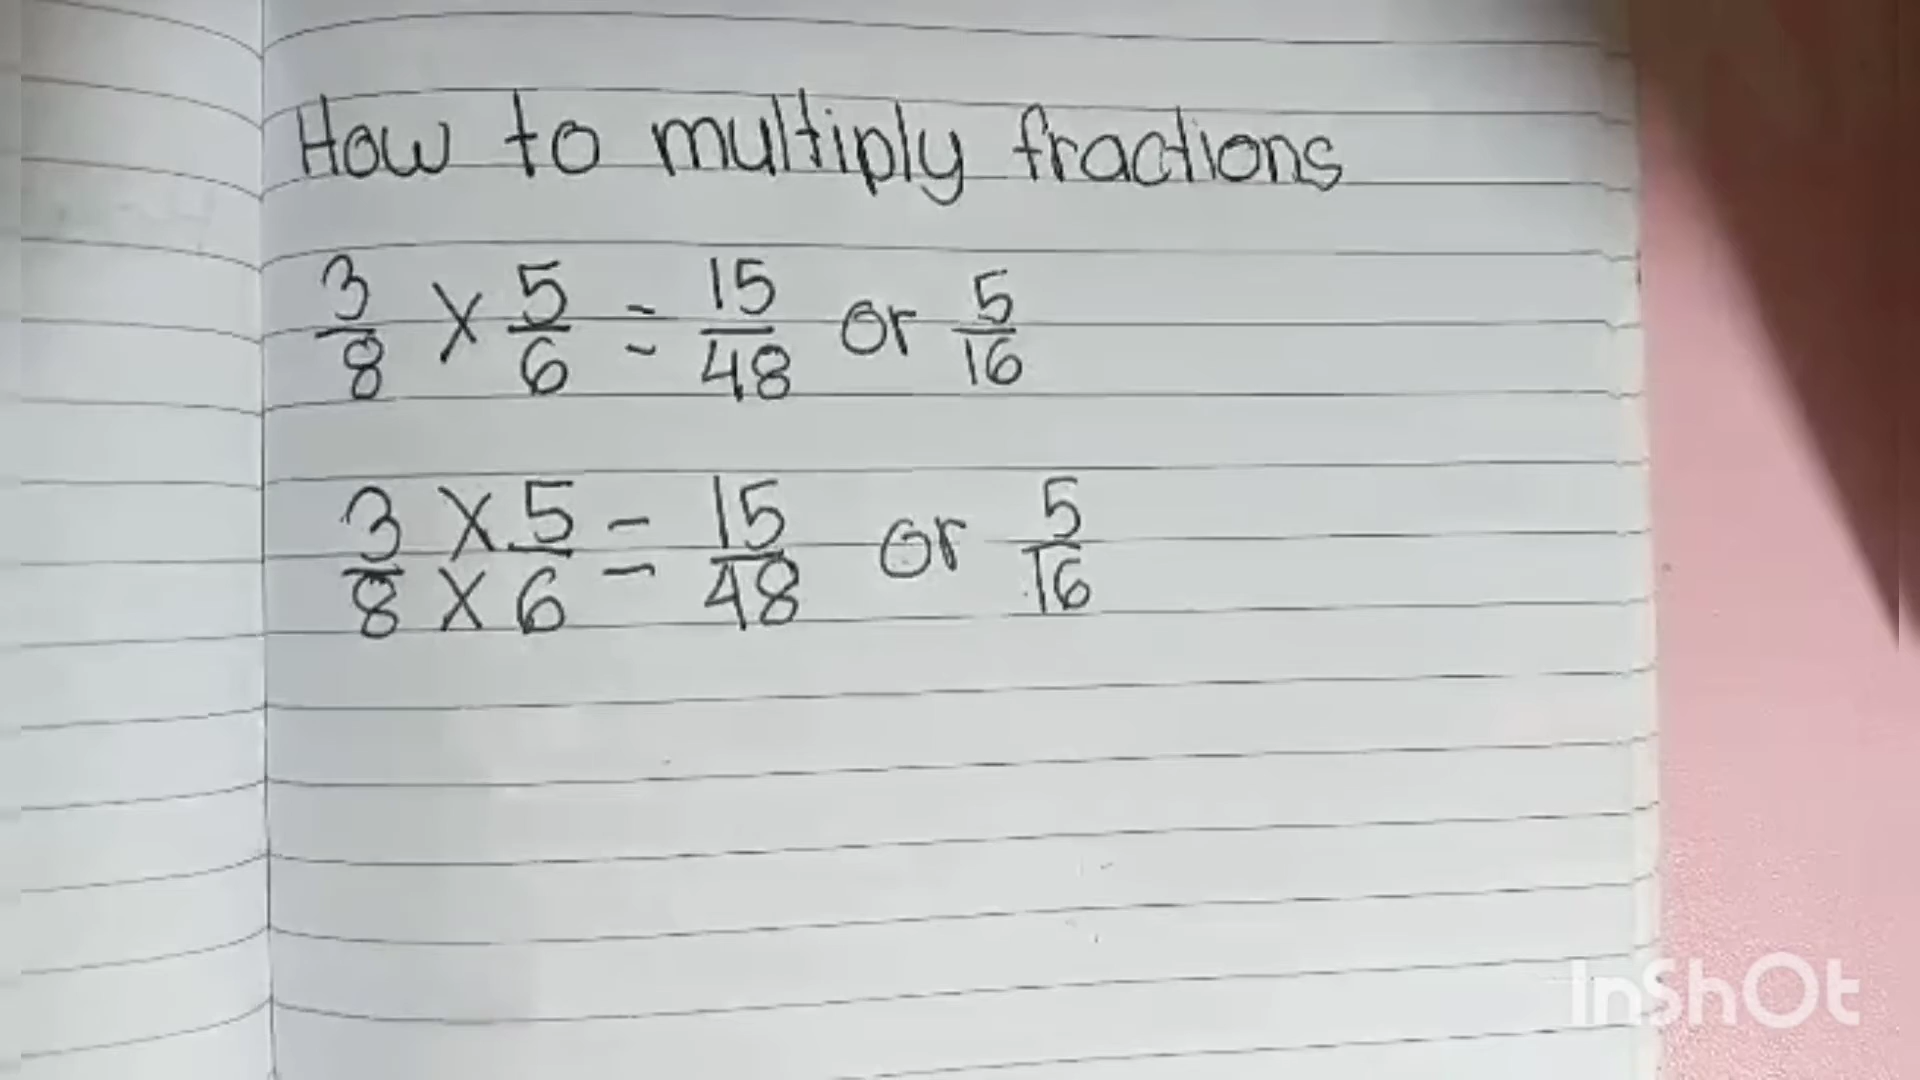 How to multiply fractions
3/8 X 5/6 = 15/48 or 5/16
3/8 X X 5/6 = 15/48 or 5/16
InShOt